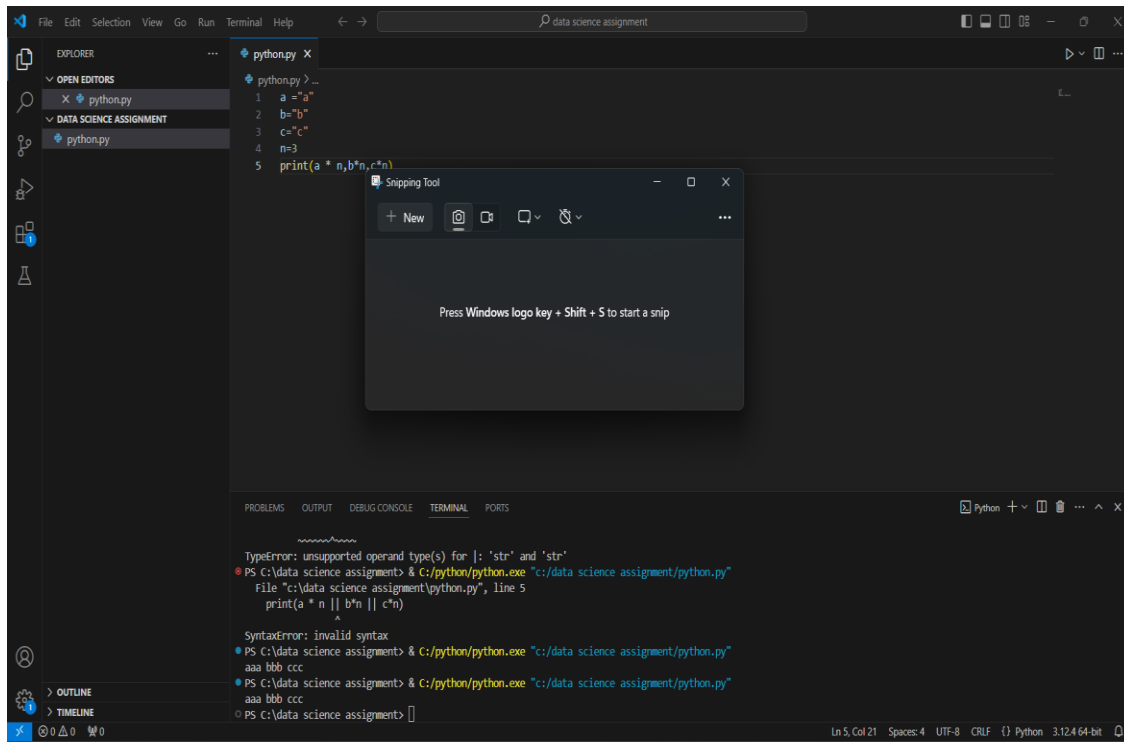 File Edit Selection View Go Run Terminal Help
data science assignment
EXPLORER
OPEN EDITORS
python.py
DATA SCIENCE ASSIGNMENT
python.py
python.py
python.py > ...
1 a ="a"
2 b="b"
3 c="c"
4 n=3
5 print(a * n,b*n,c*n)
Snipping Tool
New
Press Windows logo key + Shift + S to start a snip
PROBLEMS OUTPUT DEBUG CONSOLE TERMINAL PORTS
Python
~~~~~~^~~~~
TypeError: unsupported operand type(s) for |: 'str' and 'str'
PS C:\data science assignment> & C:/python/python.exe "c:/data science assignment/python.py"
File "c:\data science assignment\python.py", line 5
print(a * n || b*n || c*n)
^
SyntaxError: invalid syntax
PS C:\data science assignment> & C:/python/python.exe "c:/data science assignment/python.py"
aaa bbb ccc
PS C:\data science assignment> & C:/python/python.exe "c:/data science assignment/python.py"
aaa bbb ccc
PS C:\data science assignment>
1
OUTLINE
1
TIMELINE
0 0 0
Ln 5, Col 21 Spaces: 4 UTF-8 CRLF {} Python 3.12.4 64-bit